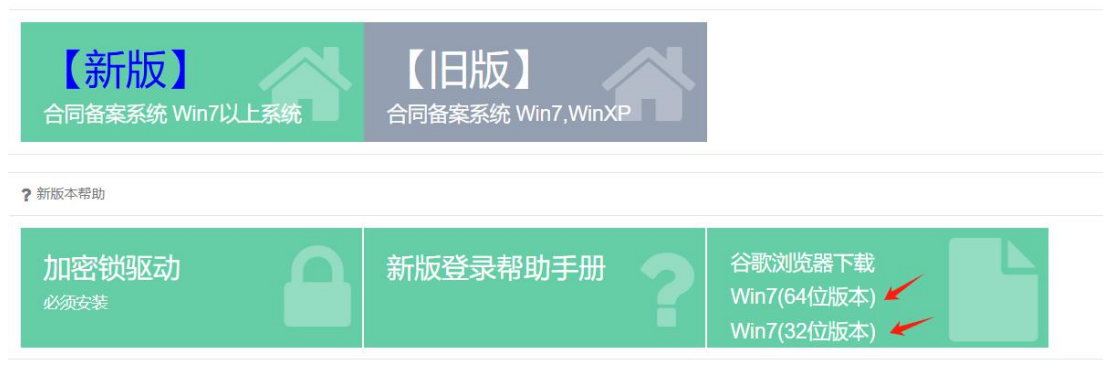 【新版】
合同备案系统 Win7以上系统
【旧版】
合同备案系统 Win7,WinXP
? 新版本帮助
加密锁驱动
必须安装
新版登录帮助手册
谷歌浏览器下载
Win7(64位版本)
Win7(32位版本)